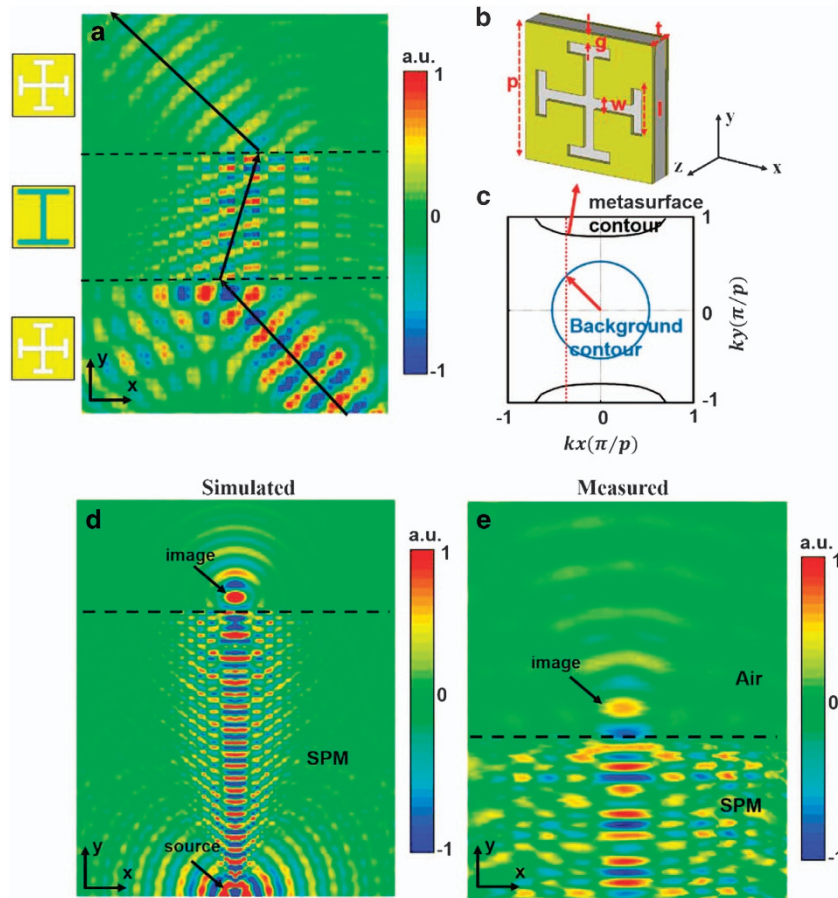 a
a.u.
1
0
-1
y
x
b
p
g
t
w
l
y
x
z
c
metasurface
contour
Background
contour
1
0
-1
ky(π/p)
-1
0
1
kx(π/p)
Simulated
d
image
SPM
source
y
x
a.u.
1
0
-1
Measured
e
image
Air
SPM
y
x
a.u.
1
0
-1